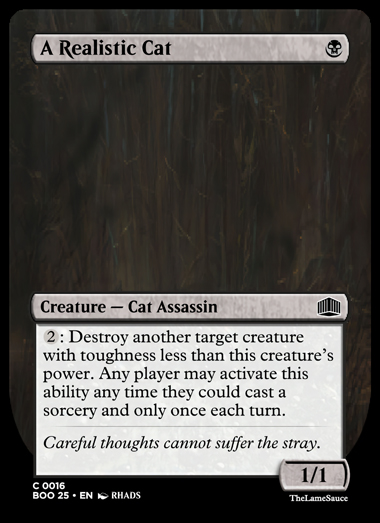 A Realistic Cat
Creature — Cat Assassin
2: Destroy another target creature
with toughness less than this creature's
power. Any player may activate this
ability any time they could cast a
sorcery and only once each turn.
Careful thoughts cannot suffer the stray.
1/1
C 0016
BOO 25 • EN RHADS
TheLameSauce